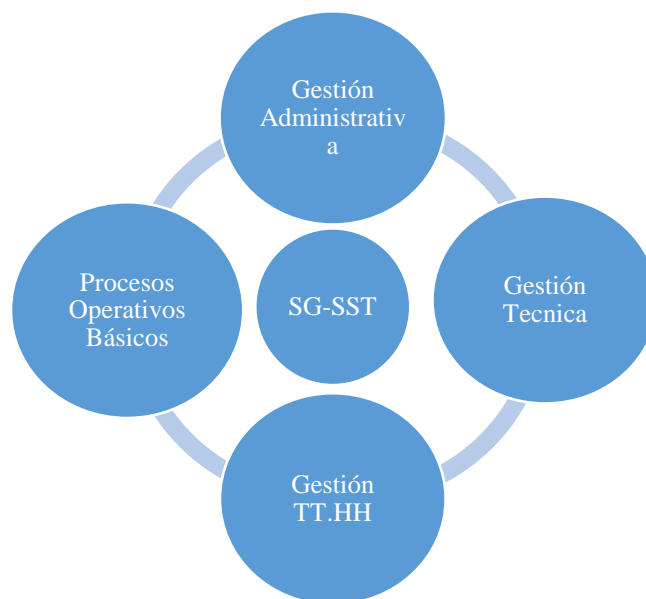 Gestión
Administrativ
a
Procesos
Operativos
Básicos
SG-SST
Gestión
Tecnica
Gestión
TT.HH